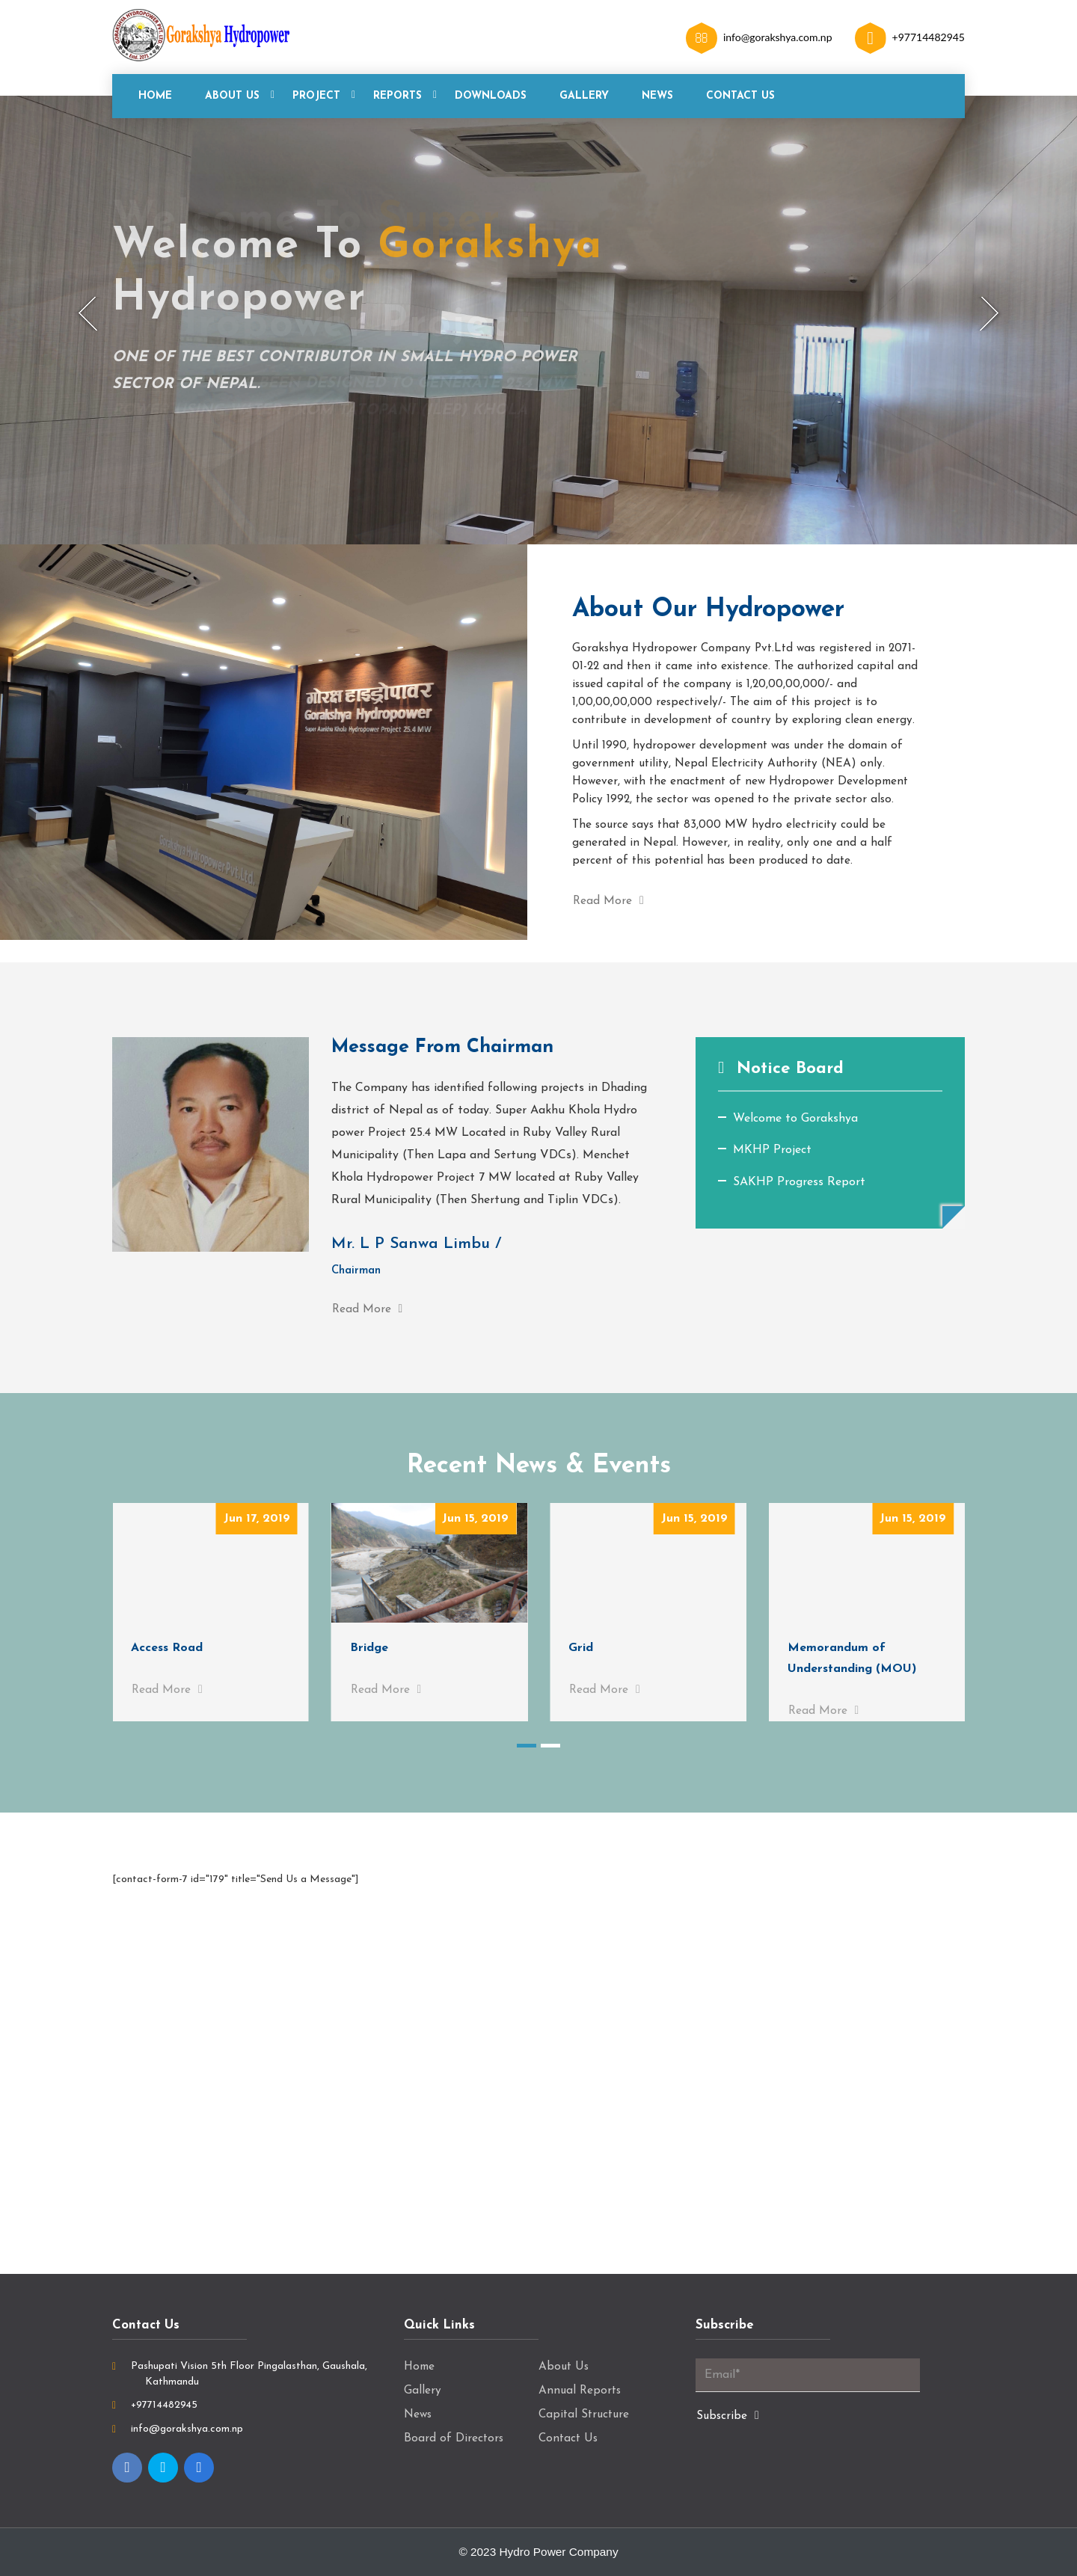 Gorakshya Hydropower
info@gorakshya.com.np
+97714482945
HOME ABOUT US PROJECT REPORTS DOWNLOADS GALLERY NEWS CONTACT US
Welcome To Gorakshya
Hydropower
ONE OF THE BEST CONTRIBUTOR IN SMALL HYDRO POWER
SECTOR OF NEPAL.
गोरक्ष हाइड्रोपावर
Gorakshya Hydropower
Super Aankhu Khola Hydropower Project 25.4 MW
Gorakshya Hydropower Pvt. Ltd.
About Our Hydropower
Gorakshya Hydropower Company Pvt.Ltd was registered in 2071-
01-22 and then it came into existence. The authorized capital and
issued capital of the company is 1,20,00,00,000/- and
1,00,00,00,000 respectively/- The aim of this project is to
contribute in development of country by exploring clean energy.
Until 1990, hydropower development was under the domain of
government utility, Nepal Electricity Authority (NEA) only.
However, with the enactment of new Hydropower Development
Policy 1992, the sector was opened to the private sector also.
The source says that 83,000 MW hydro electricity could be
generated in Nepal. However, in reality, only one and a half
percent of this potential has been produced to date.
Read More
Message From Chairman
The Company has identified following projects in Dhading
district of Nepal as of today. Super Aakhu Khola Hydro
power Project 25.4 MW Located in Ruby Valley Rural
Municipality (Then Lapa and Sertung VDCs). Menchet
Khola Hydropower Project 7 MW located at Ruby Valley
Rural Municipality (Then Shertung and Tiplin VDCs).
Mr. L P Sanwa Limbu /
Chairman
Read More
Notice Board
Welcome to Gorakshya
MKHP Project
SAKHP Progress Report
Recent News & Events
Jun 17, 2019
Access Road
Read More
Jun 15, 2019
Bridge
Read More
Jun 15, 2019
Grid
Read More
Jun 15, 2019
Memorandum of
Understanding (MOU)
Read More
[contact-form-7 id="179" title="Send Us a Message"]
Contact Us
Pashupati Vision 5th Floor Pingalasthan, Gaushala,
Kathmandu
+97714482945
info@gorakshya.com.np
Quick Links
Home
Gallery
News
Board of Directors
About Us
Annual Reports
Capital Structure
Contact Us
Subscribe
Email*
Subscribe
© 2023 Hydro Power Company